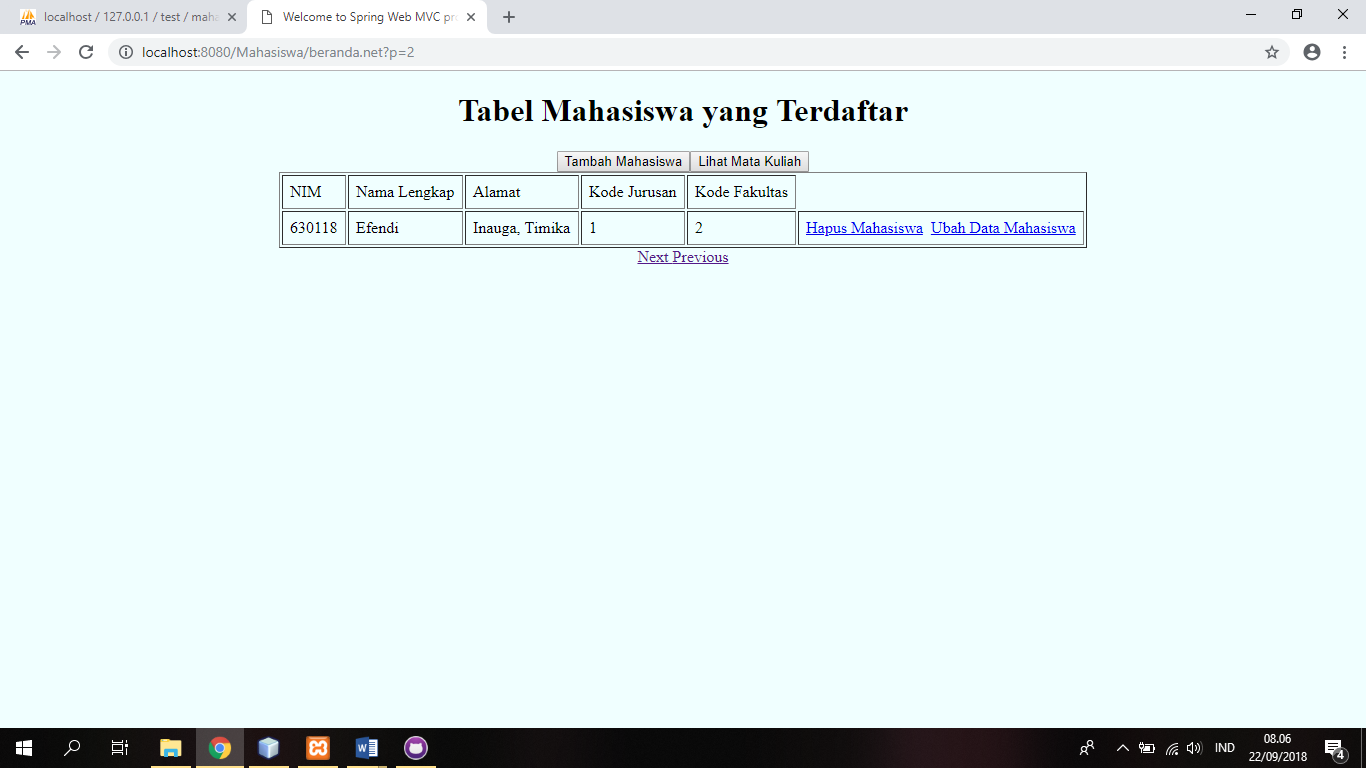 localhost / 127.0.0.1 / test / maha
Welcome to Spring Web MVC pro
localhost:8080/Mahasiswa/beranda.net?p=2
Tabel Mahasiswa yang Terdaftar
Tambah Mahasiswa Lihat Mata Kuliah
NIM Nama Lengkap Alamat Kode Jurusan Kode Fakultas
630118 Efendi Inauga, Timika 1 2 Hapus Mahasiswa Ubah Data Mahasiswa
Next Previous
IND 08.06
22/09/2018 4